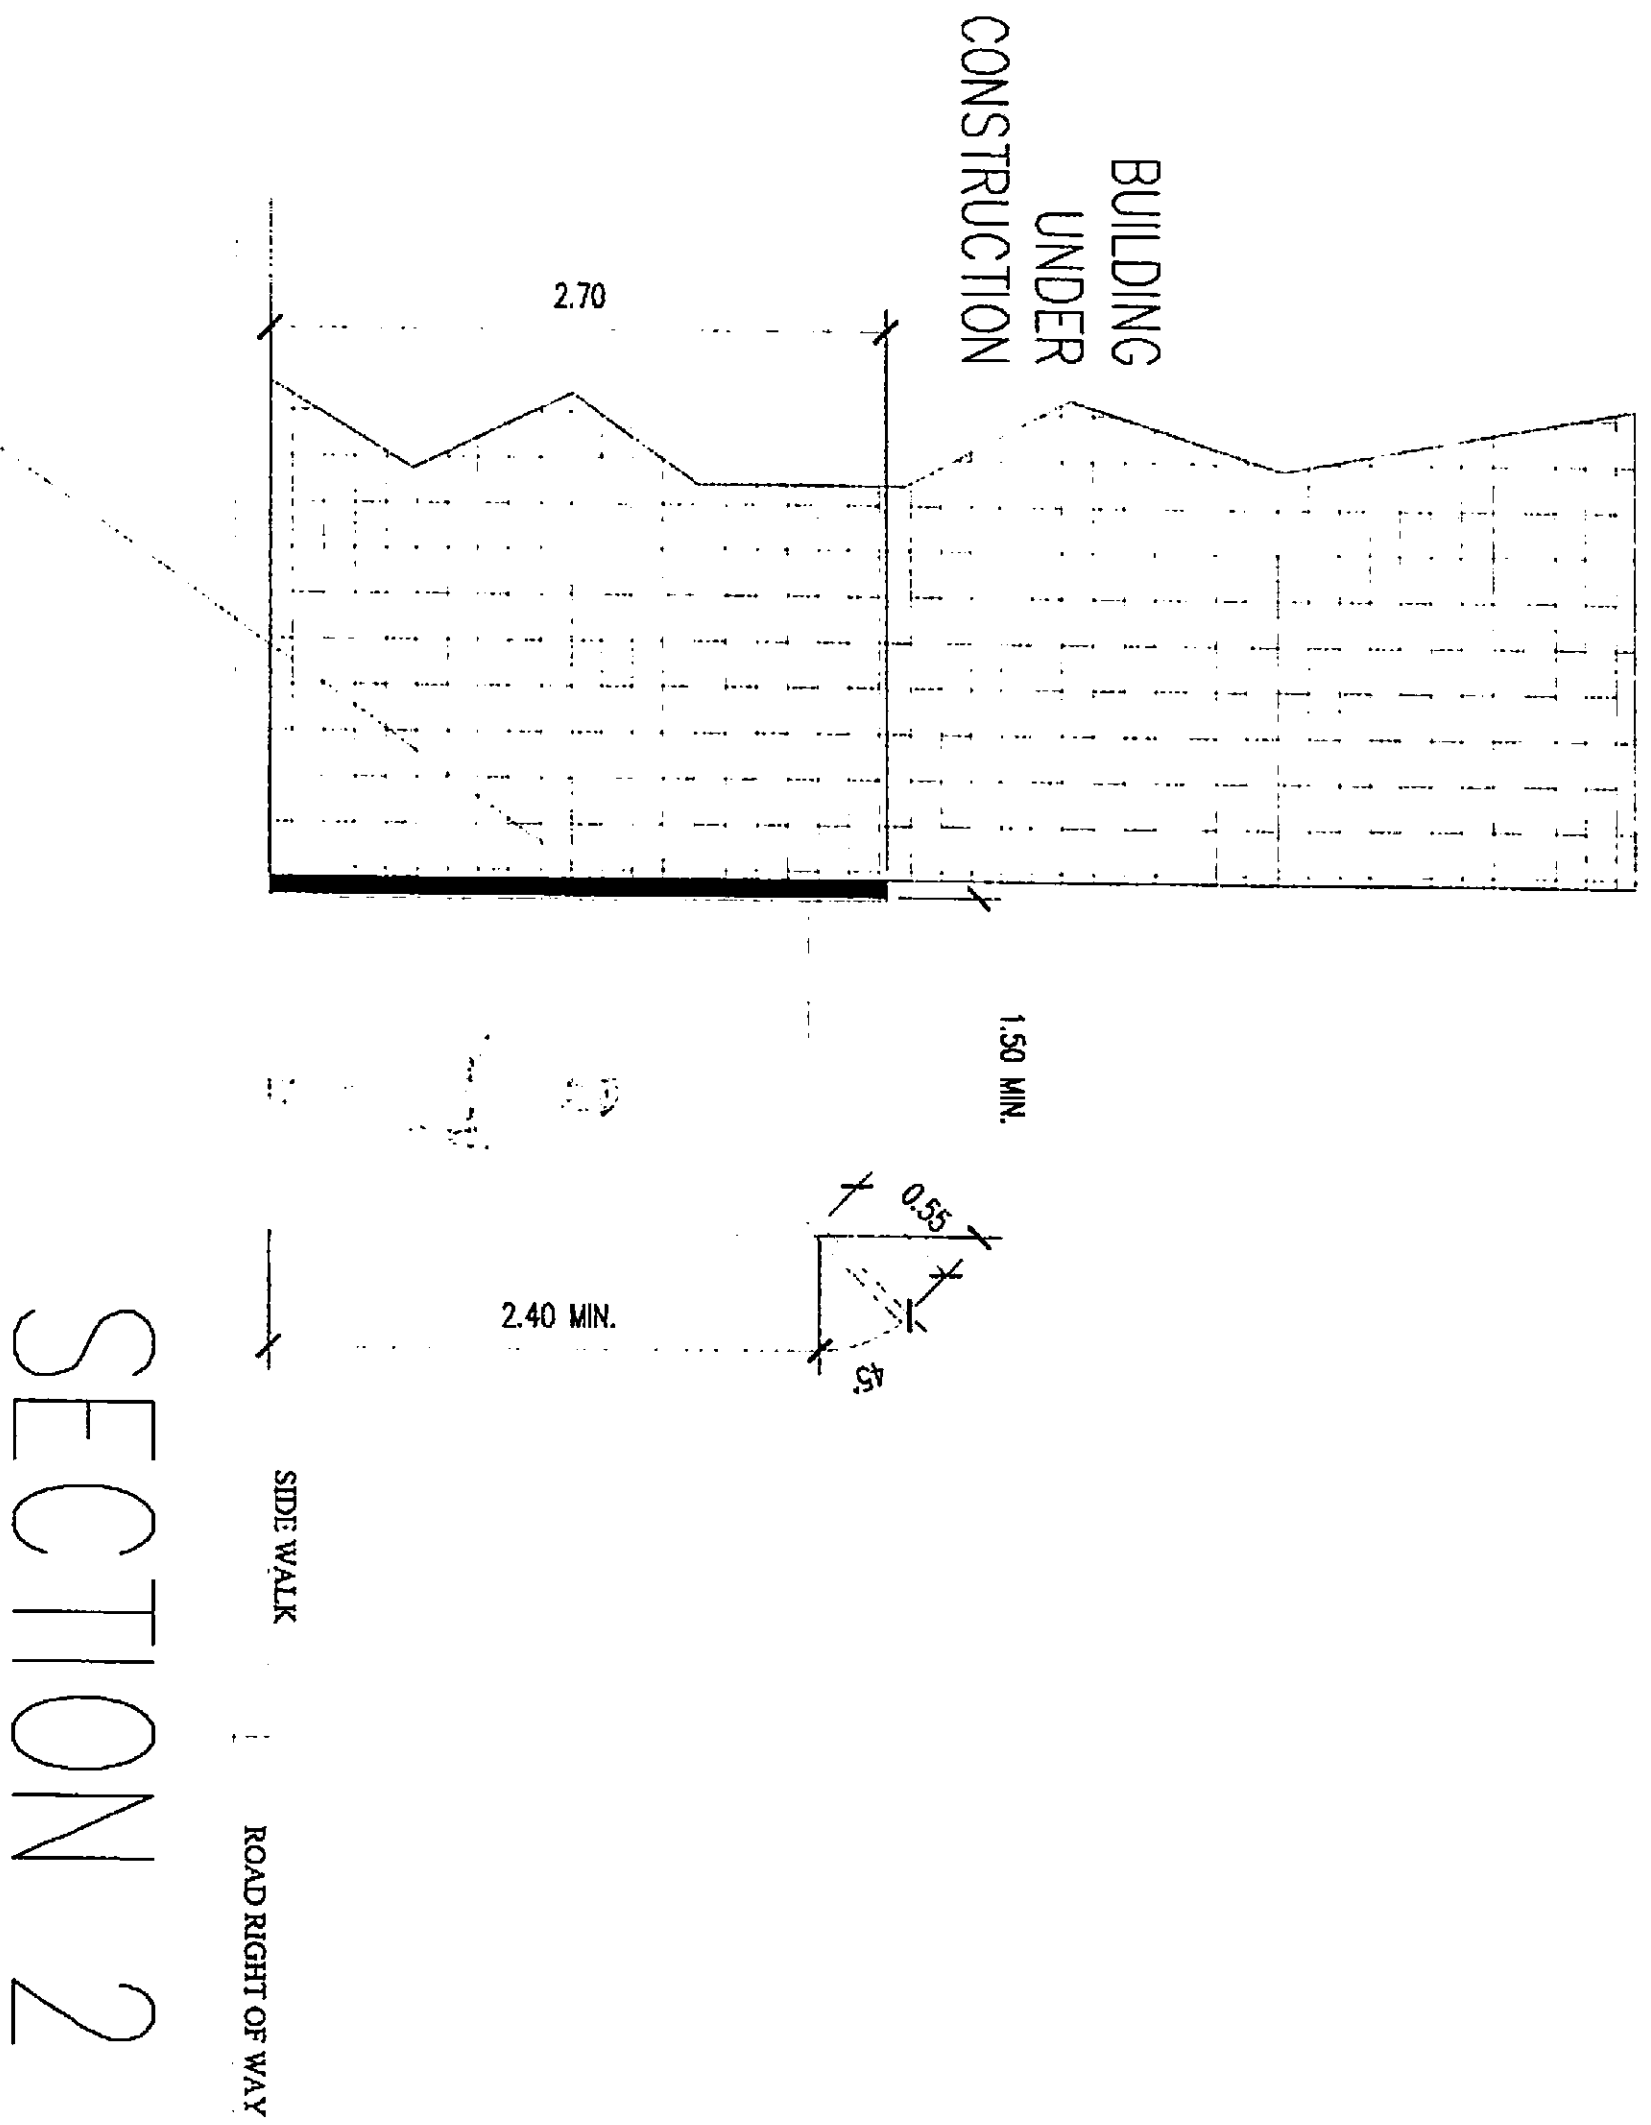 BUILDING
UNDER
CONSTRUCTION
2.70
1.50 MIN.
0.55
45°
2.40 MIN.
SIDE WALK
ROAD RIGHT OF WAY
SECTION 2